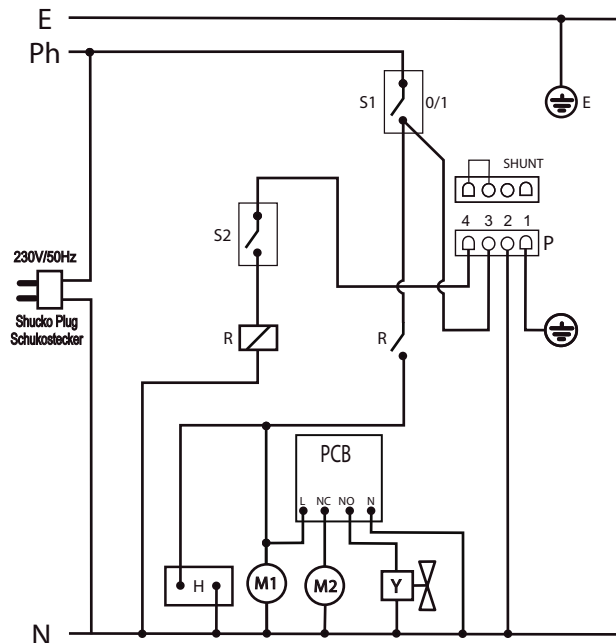 E
Ph
S1 0/1
E
SHUNT
4 3 2 1
P
S2
230V/50Hz
Shucko Plug
Schukostecker
R
R
PCB
L NC NO N
H
M1
M2
Y
N